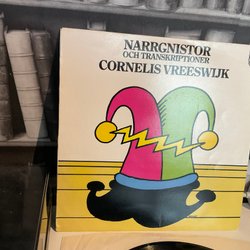 NARRGNISTOR
OCH TRANSKRIPTIONER
CORNELIS VREESWIJK